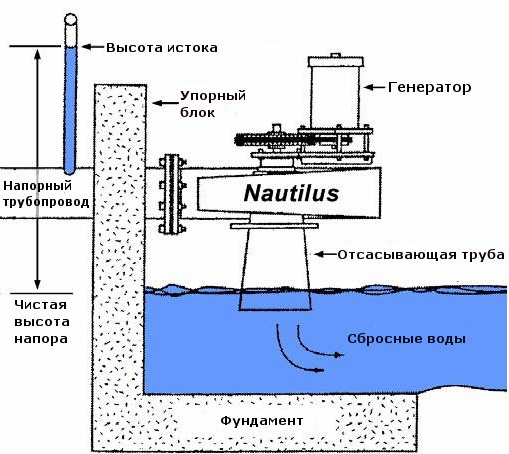 Высота истока
Упорный
блок
Генератор
Напорный
трубопровод
Nautilus
Отсасывающая труба
Чистая
высота
напора
Сбросные воды
Фундамент